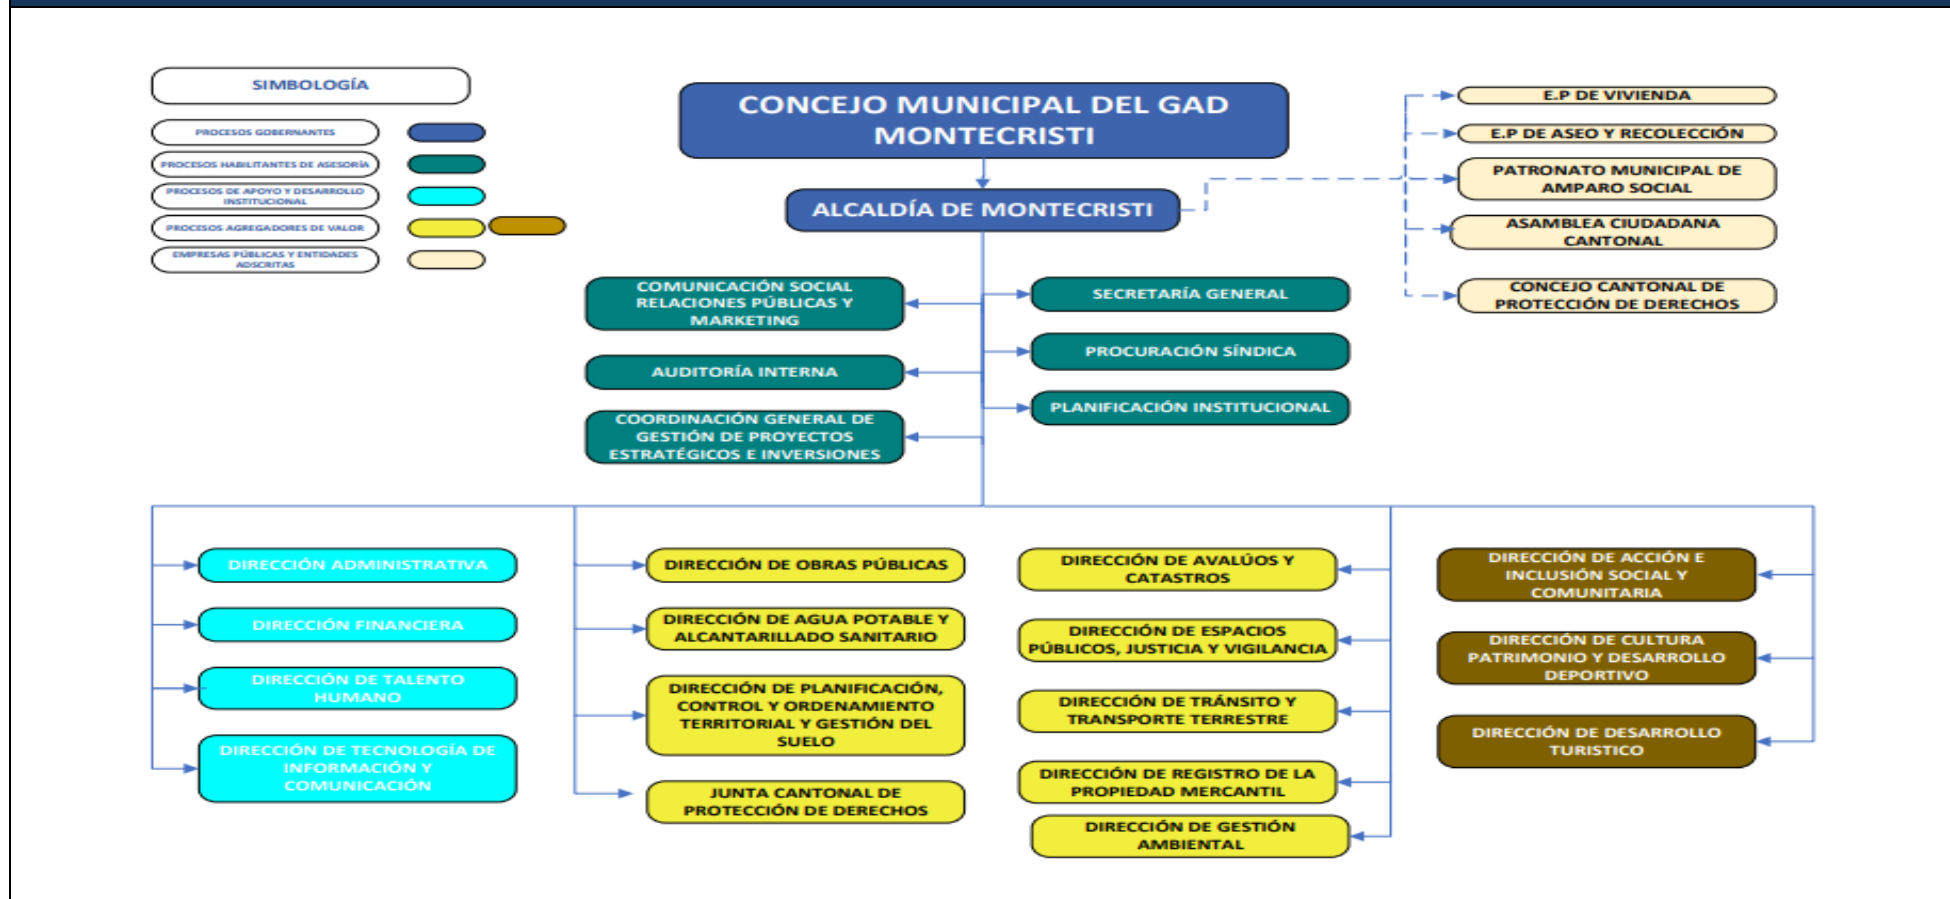 SIMBOLOGÍA
PROCESOS GOBERNANTES
PROCESOS HABILITANTES DE ASESORÍA
PROCESOS DE APOYO Y DESARROLLO
INSTITUCIONAL
PROCESOS AGREGADORES DE VALOR
EMPRESAS PÚBLICAS Y ENTIDADES
ADSCRITAS
CONCEJO MUNICIPAL DEL GAD
MONTECRISTI
ALCALDÍA DE MONTECRISTI
E.P DE VIVIENDA
E.P DE ASEO Y RECOLECCIÓN
PATRONATO MUNICIPAL DE
AMPARO SOCIAL
ASAMBLEA CIUDADANA
CANTONAL
CONCEJO CANTONAL DE
PROTECCIÓN DE DERECHOS
COMUNICACIÓN SOCIAL
RELACIONES PÚBLICAS Y
MARKETING
AUDITORÍA INTERNA
COORDINACIÓN GENERAL DE
GESTIÓN DE PROYECTOS
ESTRATÉGICOS E INVERSIONES
SECRETARÍA GENERAL
PROCURACIÓN SÍNDICA
PLANIFICACIÓN INSTITUCIONAL
DIRECCIÓN ADMINISTRATIVA
DIRECCIÓN FINANCIERA
DIRECCIÓN DE TALENTO
HUMANO
DIRECCIÓN DE TECNOLOGÍA DE
INFORMACIÓN Y
COMUNICACIÓN
DIRECCIÓN DE OBRAS PÚBLICAS
DIRECCIÓN DE AGUA POTABLE Y
ALCANTARILLADO SANITARIO
DIRECCIÓN DE PLANIFICACIÓN,
CONTROL Y ORDENAMIENTO
TERRITORIAL Y GESTIÓN DEL
SUELO
JUNTA CANTONAL DE
PROTECCIÓN DE DERECHOS
DIRECCIÓN DE AVALÚOS Y
CATASTROS
DIRECCIÓN DE ESPACIOS
PÚBLICOS, JUSTICIA Y VIGILANCIA
DIRECCIÓN DE TRÁNSITO Y
TRANSPORTE TERRESTRE
DIRECCIÓN DE REGISTRO DE LA
PROPIEDAD MERCANTIL
DIRECCIÓN DE GESTIÓN
AMBIENTAL
DIRECCIÓN DE ACCIÓN E
INCLUSIÓN SOCIAL Y
COMUNITARIA
DIRECCIÓN DE CULTURA
PATRIMONIO Y DESARROLLO
DEPORTIVO
DIRECCIÓN DE DESARROLLO
TURISTICO